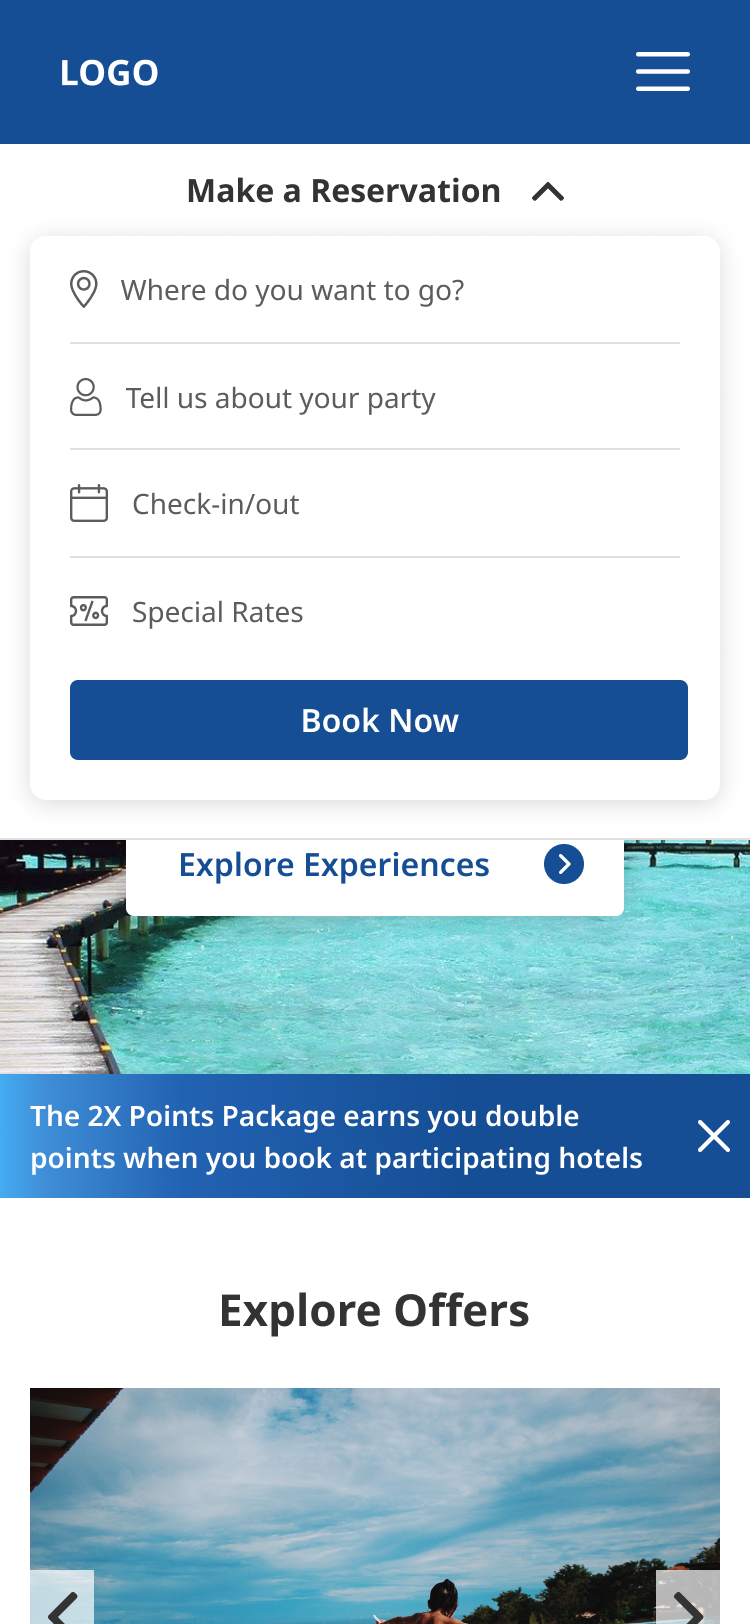 LOGO
Make a Reservation
Where do you want to go?
Tell us about your party
Check-in/out
Special Rates
Book Now
Explore Experiences
The 2X Points Package earns you double
points when you book at participating hotels
Explore Offers